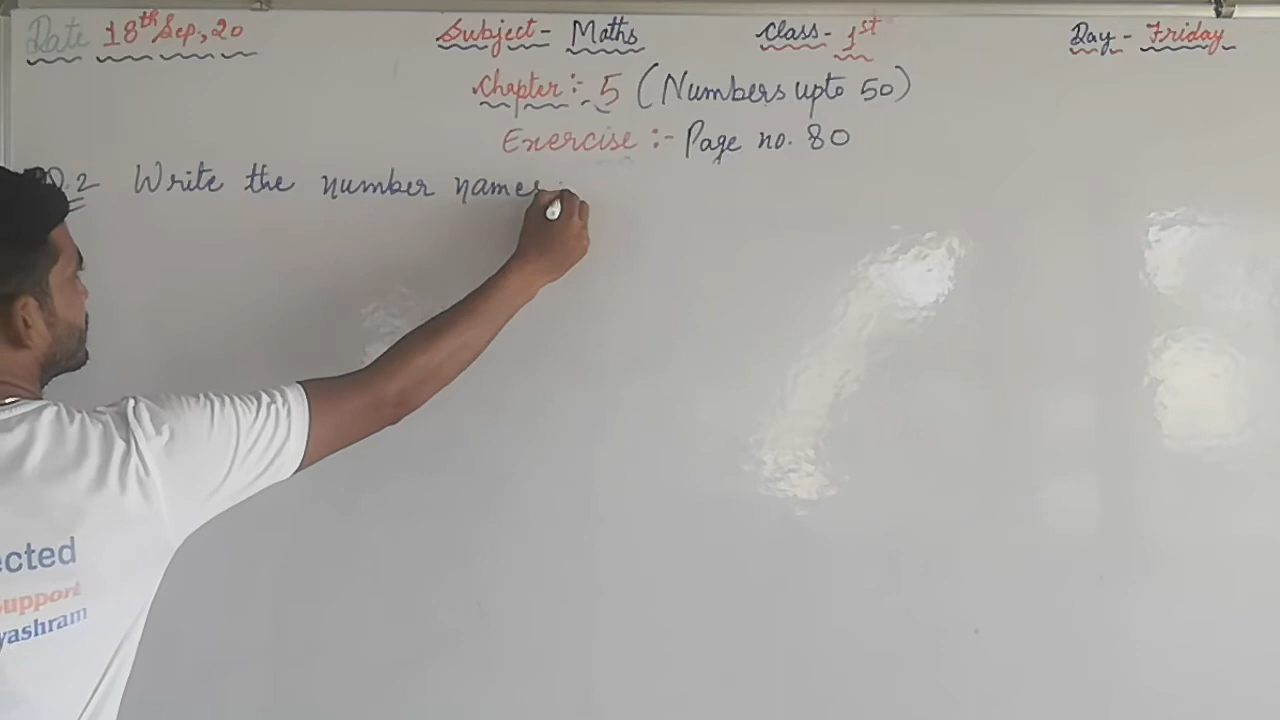 Date 18th Sep, 20 Subject - Maths Class - 1st Day - Friday
Chapter :- 5 (Numbers upto 50)
Exercise :- Page no. 80
Q.2 Write the number names
ected
upport
yashram